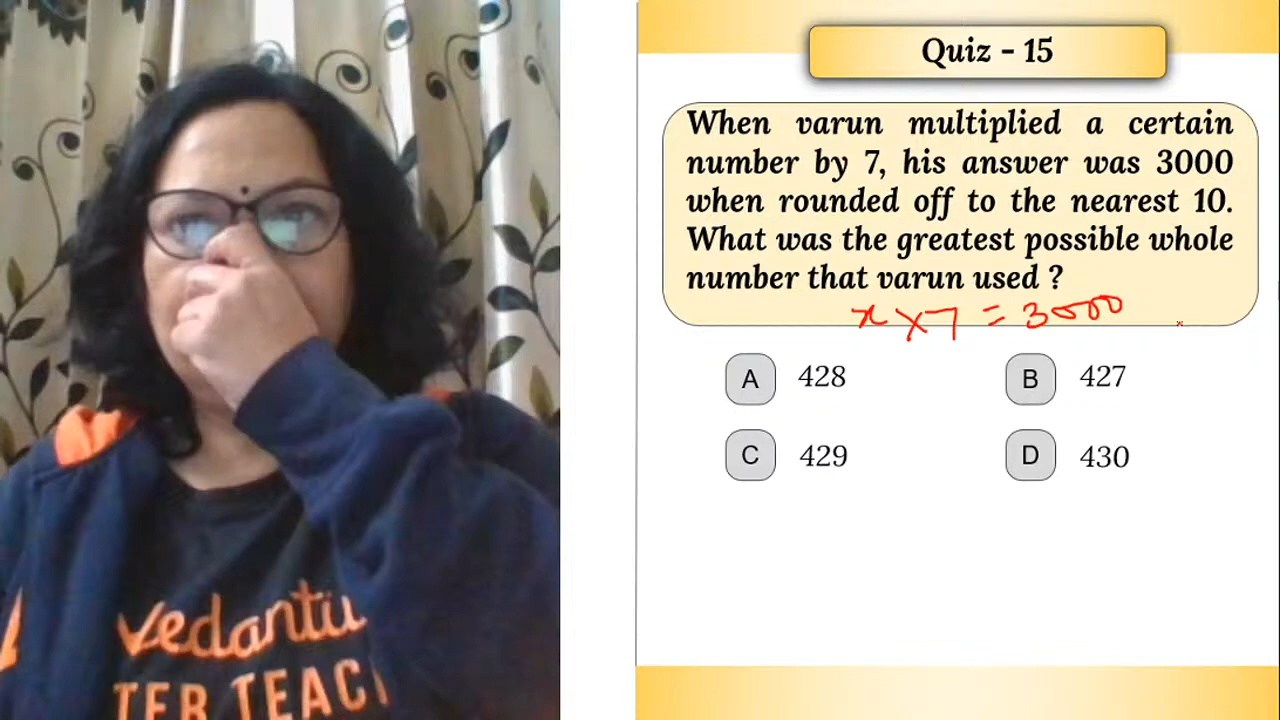 Quiz - 15
When varun multiplied a certain
number by 7, his answer was 3000
when rounded off to the nearest 10.
What was the greatest possible whole
number that varun used ?
x × 7 = 3000
A 428
B 427
C 429
D 430
Vedantu
TER TEAC